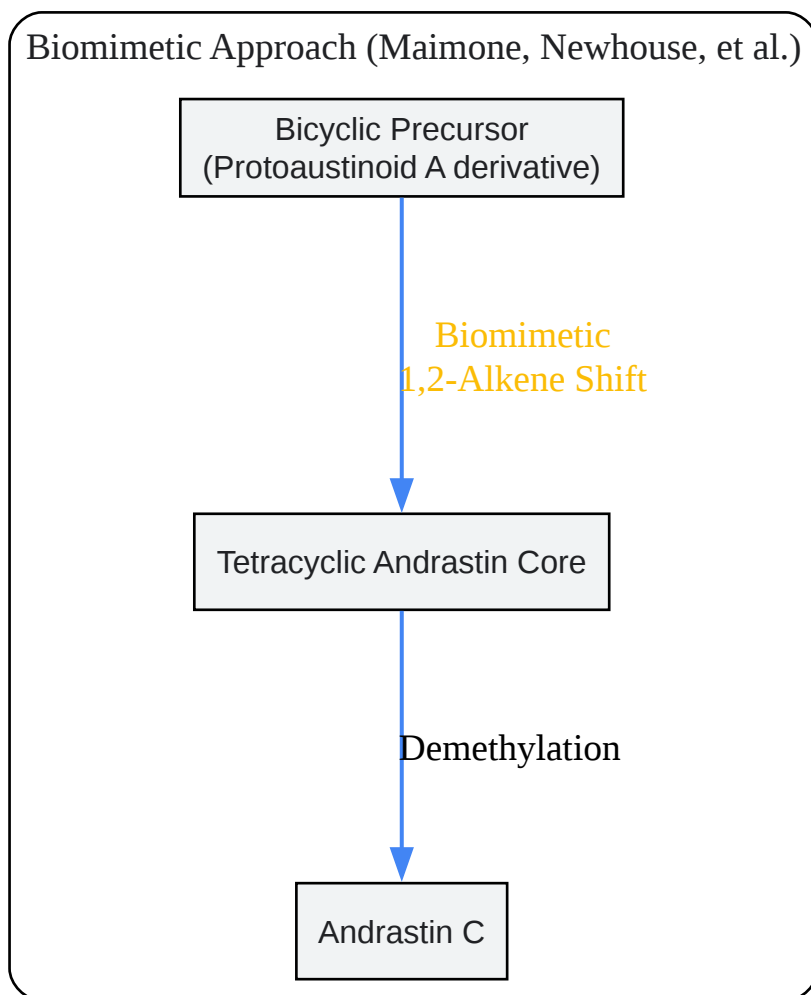 Biomimetic Approach (Maimone, Newhouse, et al.)
Bicyclic Precursor
(Protoaustinoid A derivative)
Biomimetic
1,2-Alkene Shift
Tetracyclic Andrastin Core
Demethylation
Andrastin C